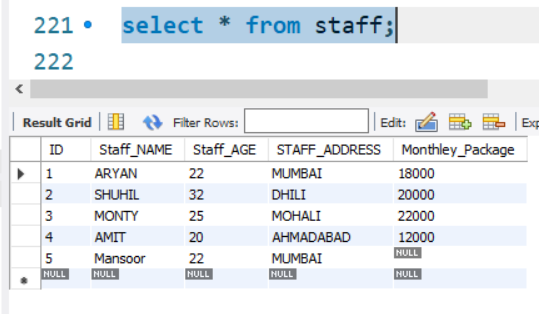 221 select * from staff;
222
Result Grid Filter Rows: Edit: Exp
ID Staff_NAME Staff_AGE STAFF_ADDRESS Monthley_Package
1 ARYAN 22 MUMBAI 18000
2 SHUHIL 32 DHILI 20000
3 MONTY 25 MOHALI 22000
4 AMIT 20 AHMADABAD 12000
5 Mansoor 22 MUMBAI NULL
NULL NULL NULL NULL NULL